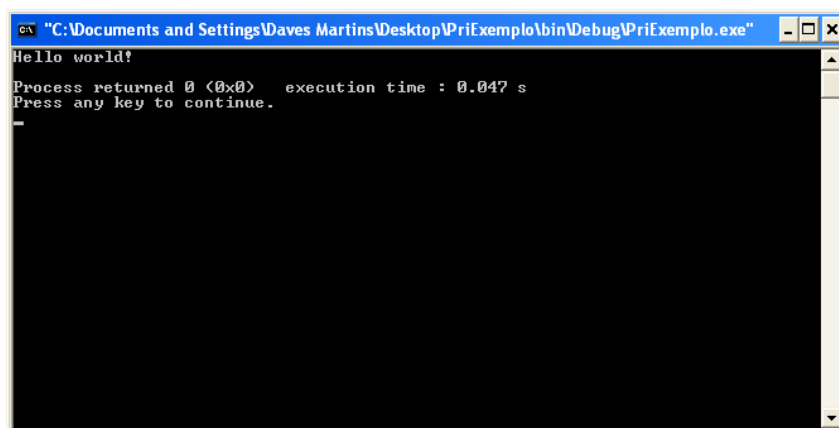 "C:\Documents and Settings\Daves Martins\Desktop\PriExemplo\bin\Debug\PriExemplo.exe"
Hello world!
Process returned 0 (0x0)   execution time : 0.047 s
Press any key to continue.